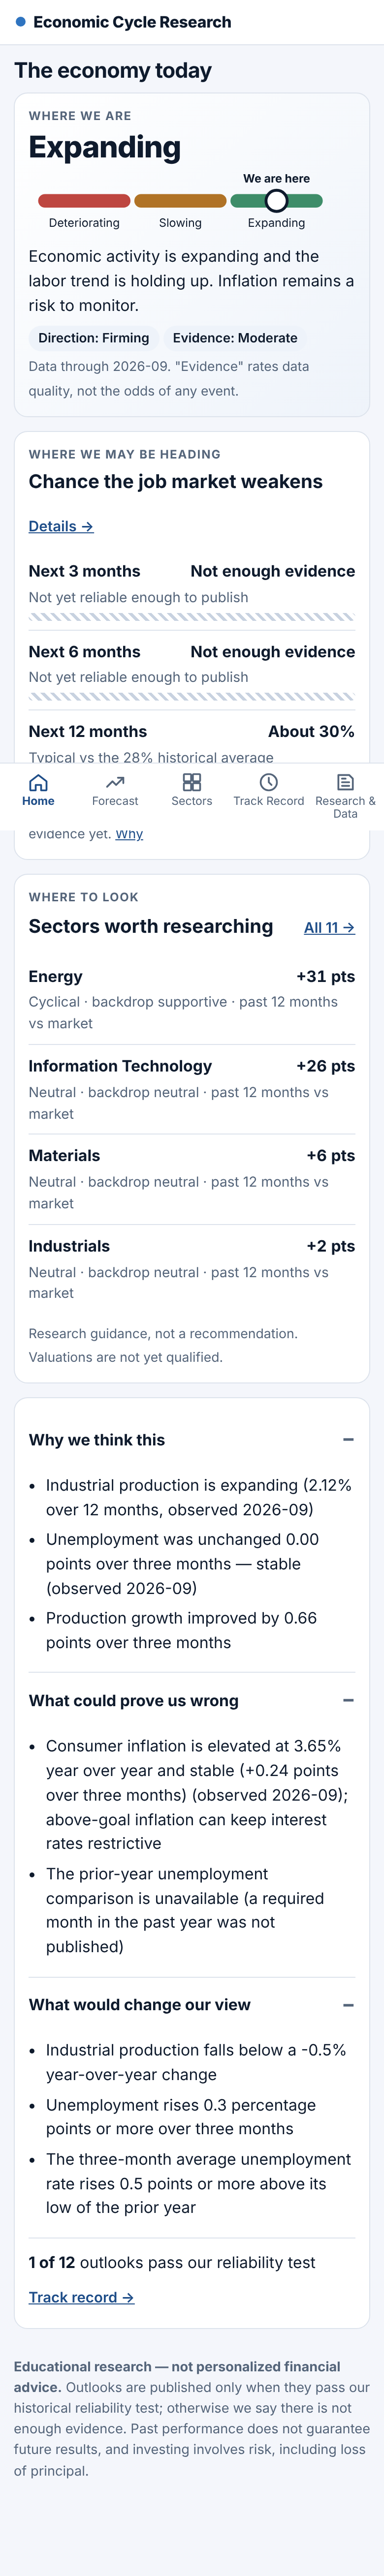 Economic Cycle Research
The economy today
WHERE WE ARE
Expanding
We are here
Deteriorating
Slowing
Expanding
Economic activity is expanding and the
labor trend is holding up. Inflation remains a
risk to monitor.
Direction: Firming
Evidence: Moderate
Data through 2026-09. "Evidence" rates data
quality, not the odds of any event.
WHERE WE MAY BE HEADING
Chance the job market weakens
Details →
Next 3 months Not enough evidence
Not yet reliable enough to publish
Next 6 months Not enough evidence
Not yet reliable enough to publish
Next 12 months About 30%
Typical vs the 28% historical average
Home
Forecast
Sectors
Track Record
Research &
Data
evidence yet. Why
WHERE TO LOOK
Sectors worth researching All 11 →
Energy +31 pts
Cyclical · backdrop supportive · past 12 months
vs market
Information Technology +26 pts
Neutral · backdrop neutral · past 12 months vs
market
Materials +6 pts
Neutral · backdrop neutral · past 12 months vs
market
Industrials +2 pts
Neutral · backdrop neutral · past 12 months vs
market
Research guidance, not a recommendation.
Valuations are not yet qualified.
Why we think this −
• Industrial production is expanding (2.12%
over 12 months, observed 2026-09)
• Unemployment was unchanged 0.00
points over three months — stable
(observed 2026-09)
• Production growth improved by 0.66
points over three months
What could prove us wrong −
• Consumer inflation is elevated at 3.65%
year over year and stable (+0.24 points
over three months) (observed 2026-09);
above-goal inflation can keep interest
rates restrictive
• The prior-year unemployment
comparison is unavailable (a required
month in the past year was not
published)
What would change our view −
• Industrial production falls below a -0.5%
year-over-year change
• Unemployment rises 0.3 percentage
points or more over three months
• The three-month average unemployment
rate rises 0.5 points or more above its
low of the prior year
1 of 12 outlooks pass our reliability test
Track record →
Educational research — not personalized financial
advice. Outlooks are published only when they pass our
historical reliability test; otherwise we say there is not
enough evidence. Past performance does not guarantee
future results, and investing involves risk, including loss
of principal.